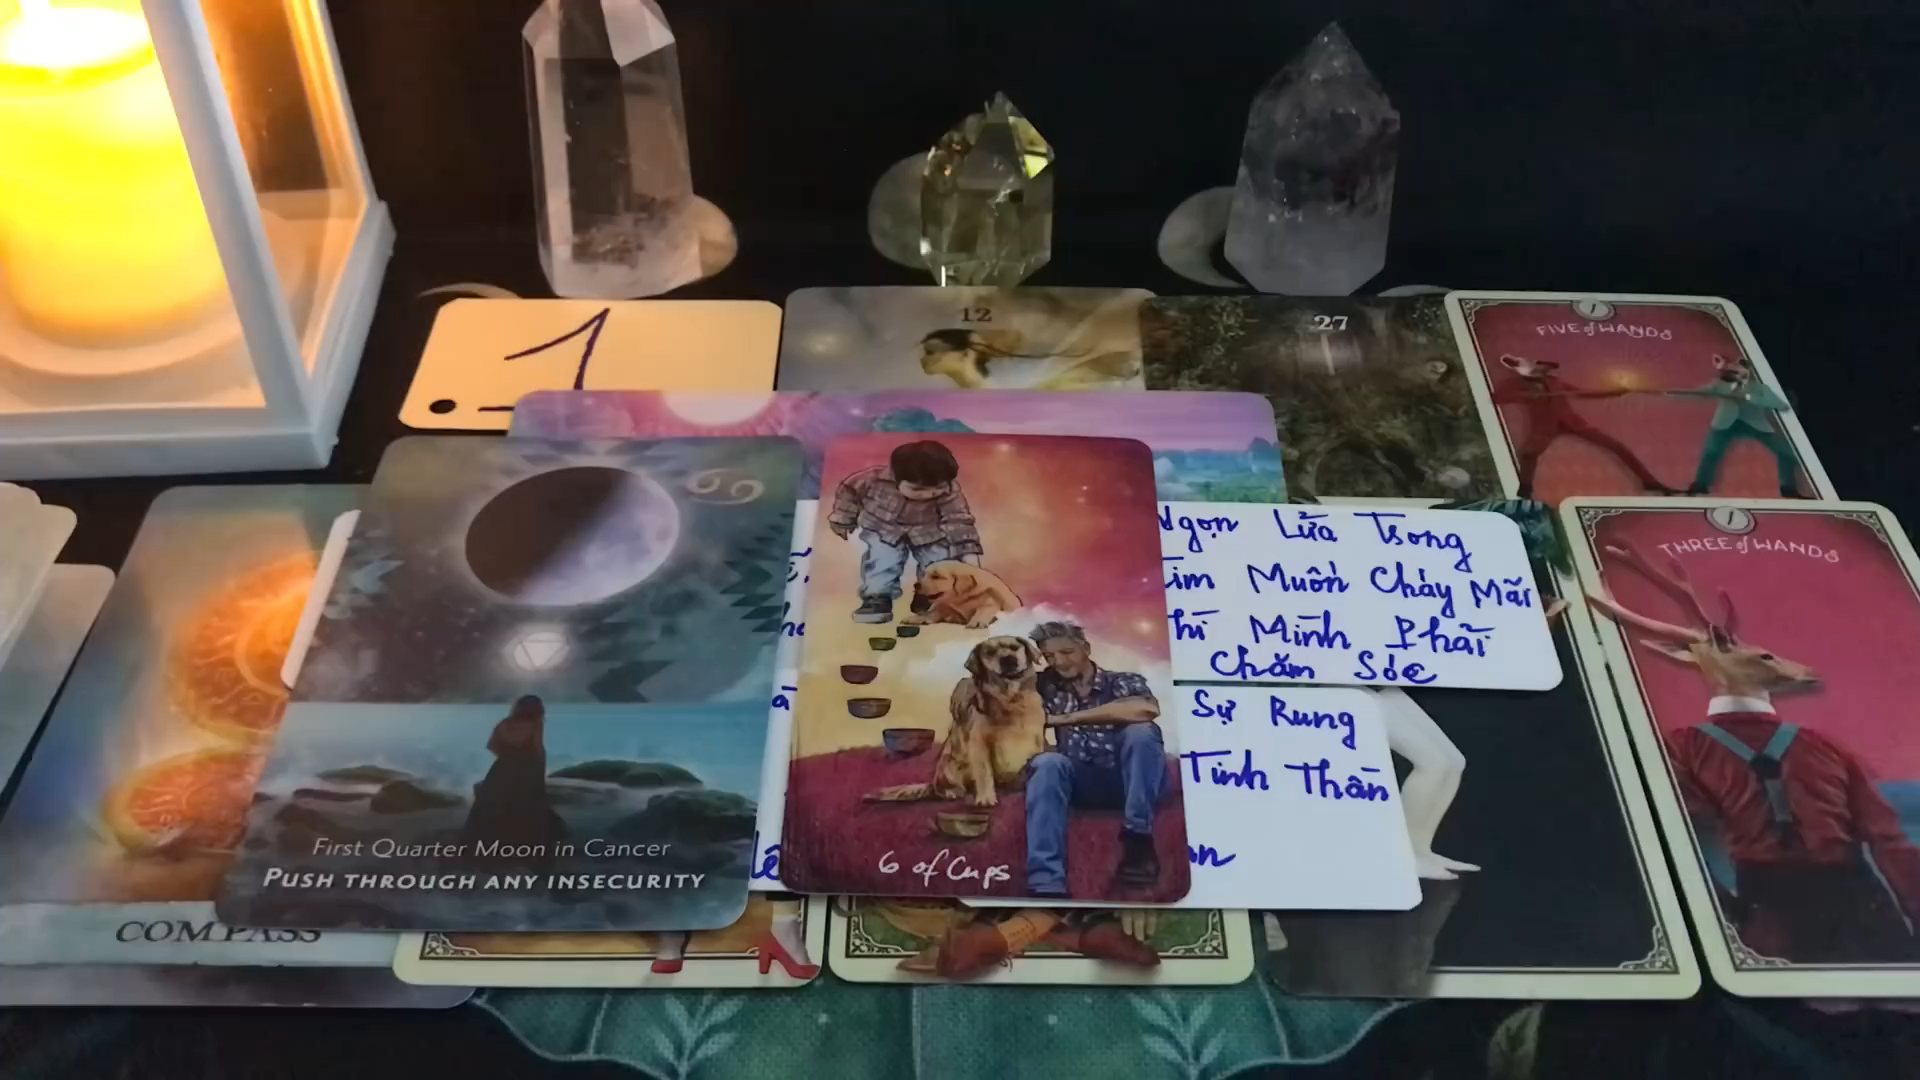 1
12
27
FIVE of WANDS
THREE of WANDS
Ngọn Lửa Trong
Tim Muốn Cháy Mãi
thì Mình Phải
Chăm Sóc
Sự Rung
Tinh Thần
First Quarter Moon in Cancer
PUSH THROUGH ANY INSECURITY
6 of Cups
COMPASS